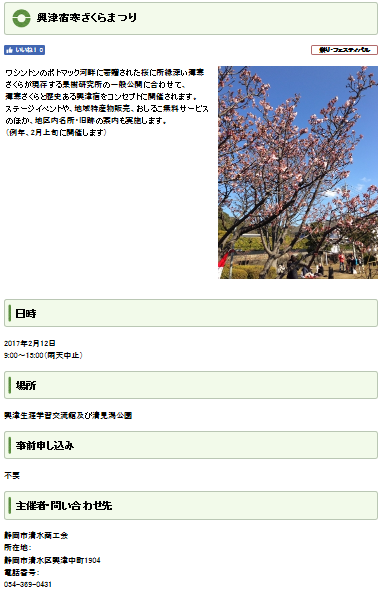 興津宿寒ざくらまつり
いいね! 0
祭り・フェスティバル
ワシントンのポトマック河畔に寄贈された桜に所縁深い薄寒
ざくらが現存する果樹研究所の一般公開に合わせて、
薄寒ざくらと歴史ある興津宿をコンセプトに開催されます。
ステージイベントや、地域特産物販売、おしるこ無料サービス
のほか、地区内名所・旧跡の案内も実施します。
（例年、2月上旬に開催します）
日時
2017年2月12日
9:00～15:00（雨天中止）
場所
興津生涯学習交流館及び清見潟公園
事前申し込み
不要
主催者・問い合わせ先
静岡市清水商工会
所在地：
静岡市清水区興津中町1904
電話番号：
054-369-0431